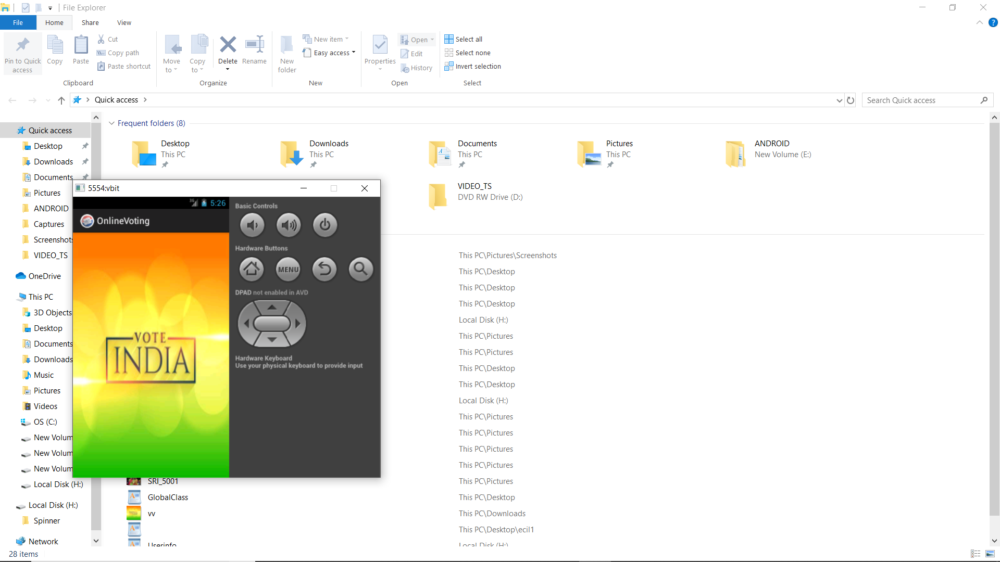 File Explorer
File
Home
Share
View
Pin to Quick access
Copy
Paste
Cut
Copy path
Paste shortcut
Clipboard
Move to
Copy to
Delete
Rename
Organize
New folder
New item
Easy access
New
Properties
Open
Edit
History
Open
Select all
Select none
Invert selection
Select
Quick access
Search Quick access
Quick access
Desktop
Downloads
Documents
Pictures
ANDROID
Captures
Screenshots
VIDEO_TS
OneDrive
This PC
3D Objects
Desktop
Documents
Downloads
Music
Pictures
Videos
OS (C:)
New Volum
New Volum
New Volum
Local Disk (H:)
Local Disk (H:)
Spinner
Network
Frequent folders (8)
Desktop
This PC
Downloads
This PC
Documents
This PC
Pictures
This PC
ANDROID
New Volume (E:)
VIDEO_TS
DVD RW Drive (D:)
5554:vbit
3G
5:26
OnlineVoting
VOTE
INDIA
Basic Controls
Hardware Buttons
MENU
DPAD not enabled in AVD
Hardware Keyboard
Use your physical keyboard to provide input
This PC\Pictures\Screenshots
This PC\Desktop
This PC\Desktop
This PC\Desktop
Local Disk (H:)
This PC\Pictures
This PC\Pictures
This PC\Desktop
This PC\Desktop
Local Disk (H:)
This PC\Pictures
This PC\Pictures
This PC\Pictures
This PC\Pictures
SRI_5001
This PC\Pictures
GlobalClass
This PC\Desktop
vv
This PC\Downloads
This PC\Desktop\ecil1
Userinfo
Local Disk (H:)
28 items